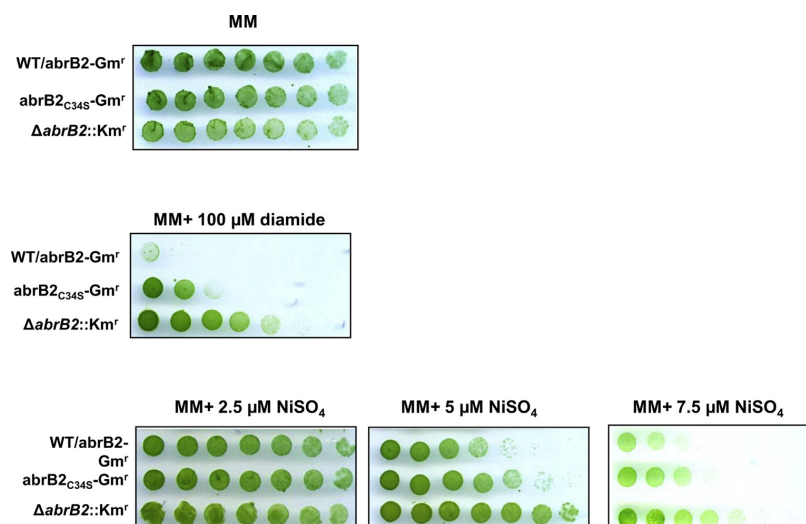 MM
WT/abrB2-Gmʳ
abrB2C34S-Gmʳ
ΔabrB2::Kmʳ
MM+ 100 µM diamide
WT/abrB2-Gmʳ
abrB2C34S-Gmʳ
ΔabrB2::Kmʳ
MM+ 2.5 µM NiSO₄
MM+ 5 µM NiSO₄
MM+ 7.5 µM NiSO₄
WT/abrB2-
Gmʳ
abrB2C34S-Gmʳ
ΔabrB2::Kmʳ